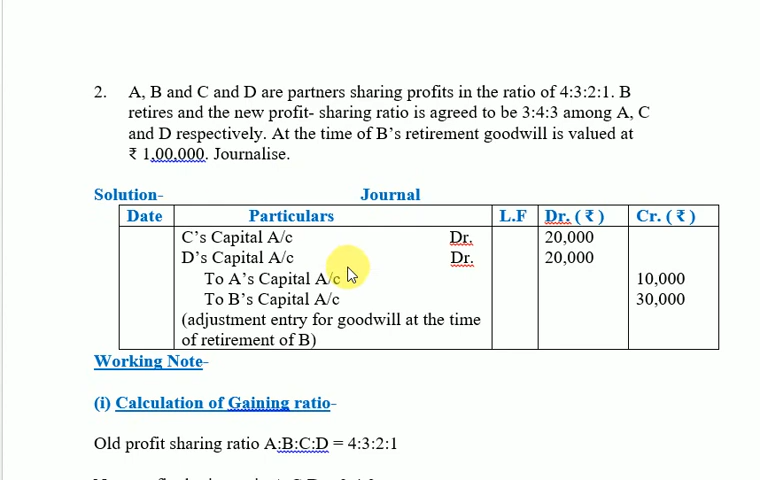 2. A, B and C and D are partners sharing profits in the ratio of 4:3:2:1. B
retires and the new profit- sharing ratio is agreed to be 3:4:3 among A, C
and D respectively. At the time of B’s retirement goodwill is valued at
₹ 1,00,000. Journalise.
Solution- Journal
Date Particulars L.F Dr. (₹) Cr. (₹)
C’s Capital A/c Dr. 20,000
D’s Capital A/c Dr. 20,000
To A’s Capital A/c 10,000
To B’s Capital A/c 30,000
(adjustment entry for goodwill at the time
of retirement of B)
Working Note-
(i) Calculation of Gaining ratio-
Old profit sharing ratio A:B:C:D = 4:3:2:1